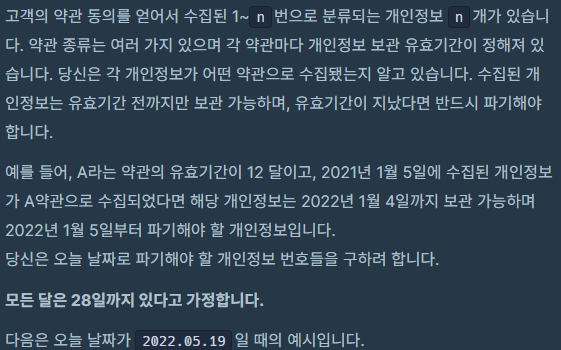 고객의 약관 동의를 얻어서 수집된 1~n번으로 분류되는 개인정보 n개가 있습니
다. 약관 종류는 여러 가지 있으며 각 약관마다 개인정보 보관 유효기간이 정해져 있
습니다. 당신은 각 개인정보가 어떤 약관으로 수집됐는지 알고 있습니다. 수집된 개
인정보는 유효기간 전까지만 보관 가능하며, 유효기간이 지났다면 반드시 파기해야
합니다.
예를 들어, A라는 약관의 유효기간이 12 달이고, 2021년 1월 5일에 수집된 개인정보
가 A약관으로 수집되었다면 해당 개인정보는 2022년 1월 4일까지 보관 가능하며
2022년 1월 5일부터 파기해야 할 개인정보입니다.
당신은 오늘 날짜로 파기해야 할 개인정보 번호들을 구하려 합니다.
모든 달은 28일까지 있다고 가정합니다.
다음은 오늘 날짜가 2022.05.19일 때의 예시입니다.